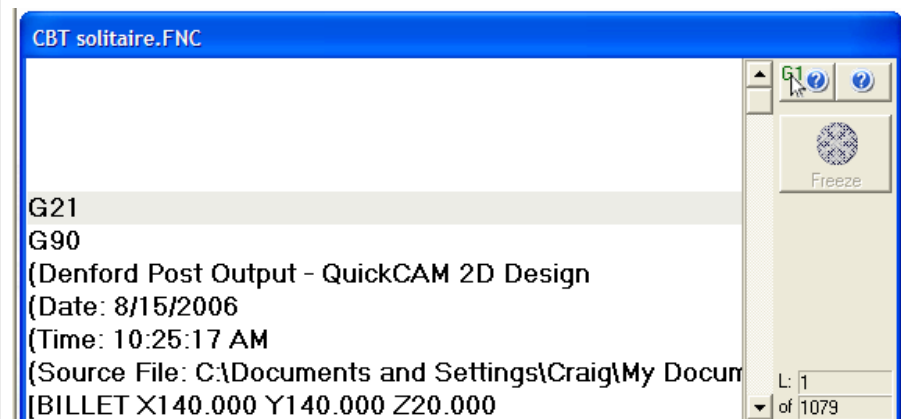 CBT solitaire.FNC
G1
Freeze
G21
G90
(Denford Post Output - QuickCAM 2D Design
(Date: 8/15/2006
(Time: 10:25:17 AM
(Source File: C:\Documents and Settings\Craig\My Docum
[BILLET X140.000 Y140.000 Z20.000
L: 1
of 1079